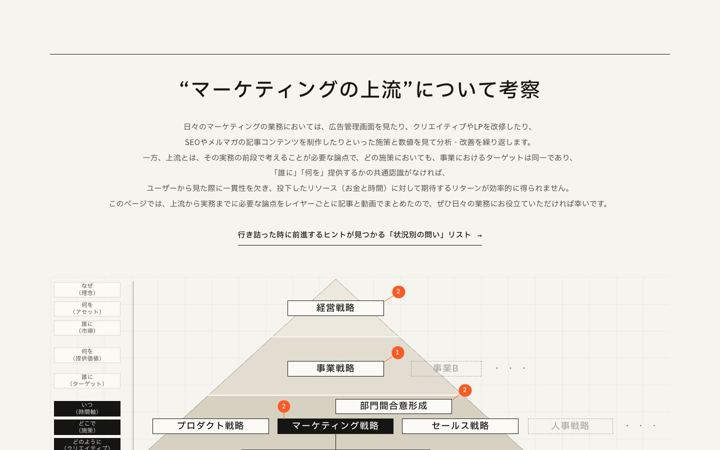 “マーケティングの上流”について考察
日々のマーケティングの業務においては、広告管理画面を見たり、クリエイティブやLPを改修したり、
SEOやメルマガの記事コンテンツを制作したりといった施策と数値を見て分析・改善を繰り返します。
一方、上流とは、その実務の前段で考えることが必要な論点で、どの施策においても、事業におけるターゲットは同一であり、
「誰に」「何を」提供するかの共通認識がなければ、
ユーザーから見た際に一貫性を欠き、投下したリソース（お金と時間）に対して期待するリターンが効率的に得られません。
このページでは、上流から実務までに必要な論点をレイヤーごとに記事と動画でまとめたので、ぜひ日々の業務にお役立ていただければ幸いです。
行き詰った時に前進するヒントが見つかる「状況別の問い」リスト →
なぜ
（理念）
何を
（アセット）
誰に
（市場）
何を
（提供価値）
誰に
（ターゲット）
いつ
（時間軸）
どこで
（施策）
どのように
（クリエイティブ）
2
経営戦略
1
事業戦略
事業B
・ ・ ・
2
部門間合意形成
2
プロダクト戦略
マーケティング戦略
セールス戦略
人事戦略
・ ・ ・